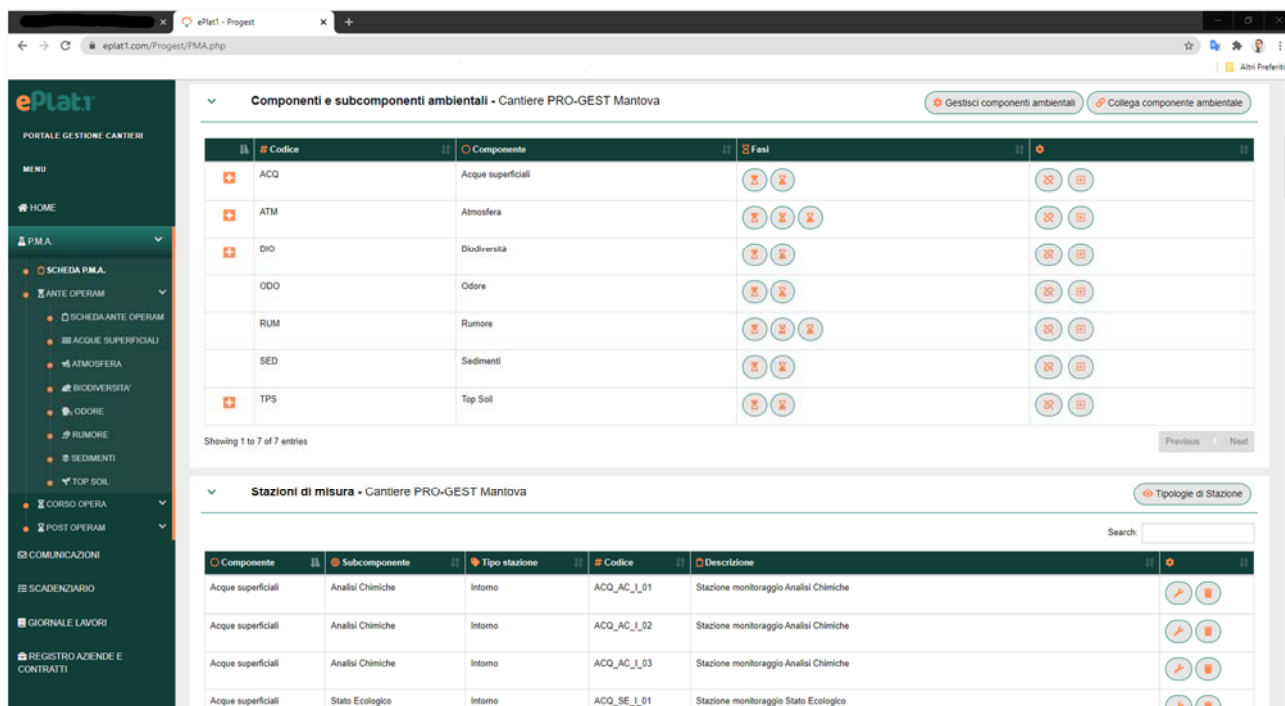 ePlat1 - Progest
eplat1.com/Progest/PMA.php
Altri Preferiti
ePlat.1
PORTALE GESTIONE CANTIERI
MENU
HOME
P.M.A.
SCHEDA P.M.A.
ANTE OPERAM
SCHEDA ANTE OPERAM
ACQUE SUPERFICIALI
ATMOSFERA
BIODIVERSITA'
ODORE
RUMORE
SEDIMENTI
TOP SOIL
CORSO OPERA
POST OPERAM
COMUNICAZIONI
SCADENZIARIO
GIORNALE LAVORI
REGISTRO AZIENDE E
CONTRATTI
Componenti e subcomponenti ambientali - Cantiere PRO-GEST Mantova
Gestisci componenti ambientali Collega componente ambientale
# Codice Componente Fasi
ACQ Acque superficiali
ATM Atmosfera
DIO Biodiversità
ODO Odore
RUM Rumore
SED Sedimenti
TPS Top Soil
Showing 1 to 7 of 7 entries Previous 1 Next
Stazioni di misura - Cantiere PRO-GEST Mantova
Tipologie di Stazione
Search:
Componente Subcomponente Tipo stazione # Codice Descrizione
Acque superficiali Analisi Chimiche Intorno ACQ_AC_I_01 Stazione monitoraggio Analisi Chimiche
Acque superficiali Analisi Chimiche Intorno ACQ_AC_I_02 Stazione monitoraggio Analisi Chimiche
Acque superficiali Analisi Chimiche Intorno ACQ_AC_I_03 Stazione monitoraggio Analisi Chimiche
Acque superficiali Stato Ecologico Intorno ACQ_SE_I_01 Stazione monitoraggio Stato Ecologico